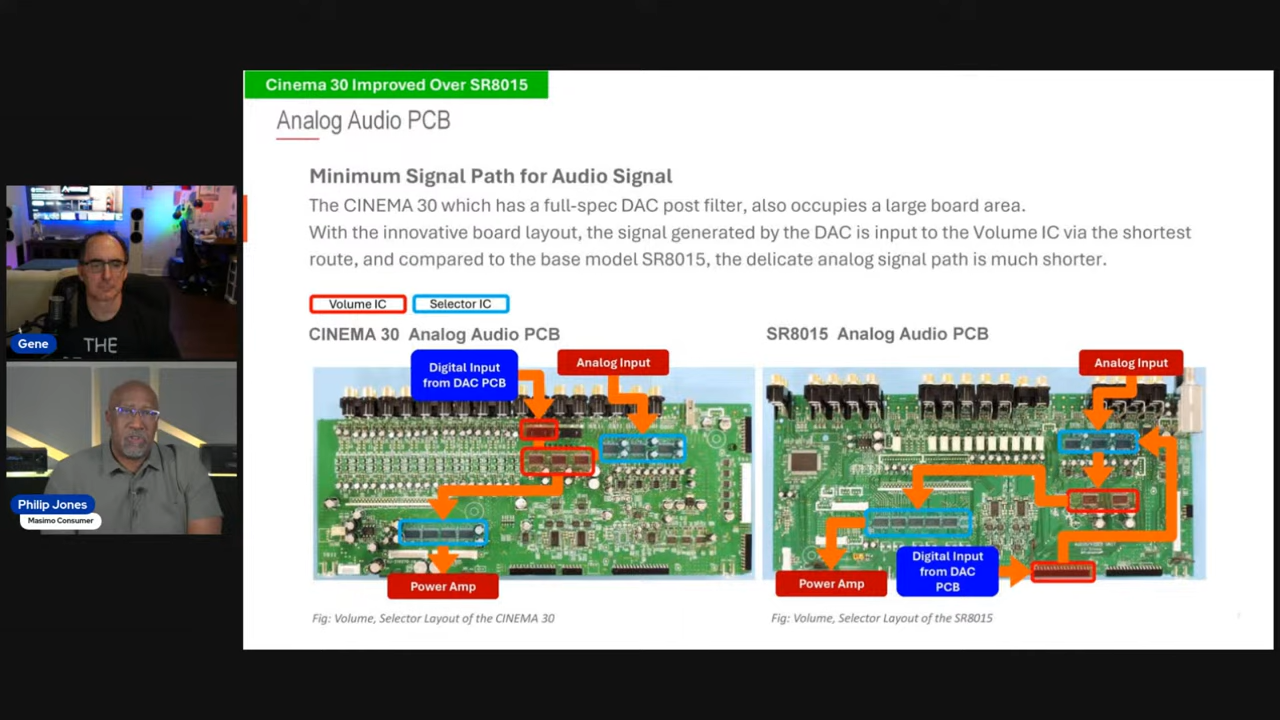 Cinema 30 Improved Over SR8015
Analog Audio PCB
Minimum Signal Path for Audio Signal
The CINEMA 30 which has a full-spec DAC post filter, also occupies a large board area.
With the innovative board layout, the signal generated by the DAC is input to the Volume IC via the shortest
route, and compared to the base model SR8015, the delicate analog signal path is much shorter.
Volume IC
Selector IC
CINEMA 30 Analog Audio PCB
Digital Input
from DAC PCB
Analog Input
Power Amp
Fig: Volume, Selector Layout of the CINEMA 30
SR8015 Analog Audio PCB
Analog Input
Digital Input
from DAC
PCB
Power Amp
Fig: Volume, Selector Layout of the SR8015
THE
Gene
Philip Jones
Masimo Consumer